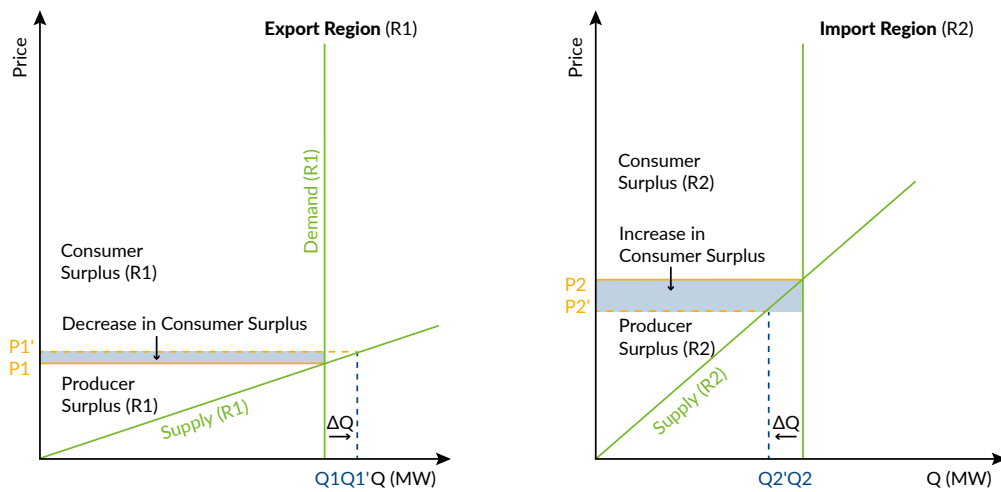 Export Region (R1)
Price
Demand (R1)
Consumer
Surplus (R1)
Decrease in Consumer Surplus
P1'
P1
Producer
Surplus (R1)
Supply (R1)
ΔQ
Q1Q1'Q (MW)
Import Region (R2)
Price
Consumer
Surplus (R2)
Increase in
Consumer Surplus
P2
P2'
Producer
Surplus (R2)
Supply (R2)
ΔQ
Q2'Q2
Q (MW)